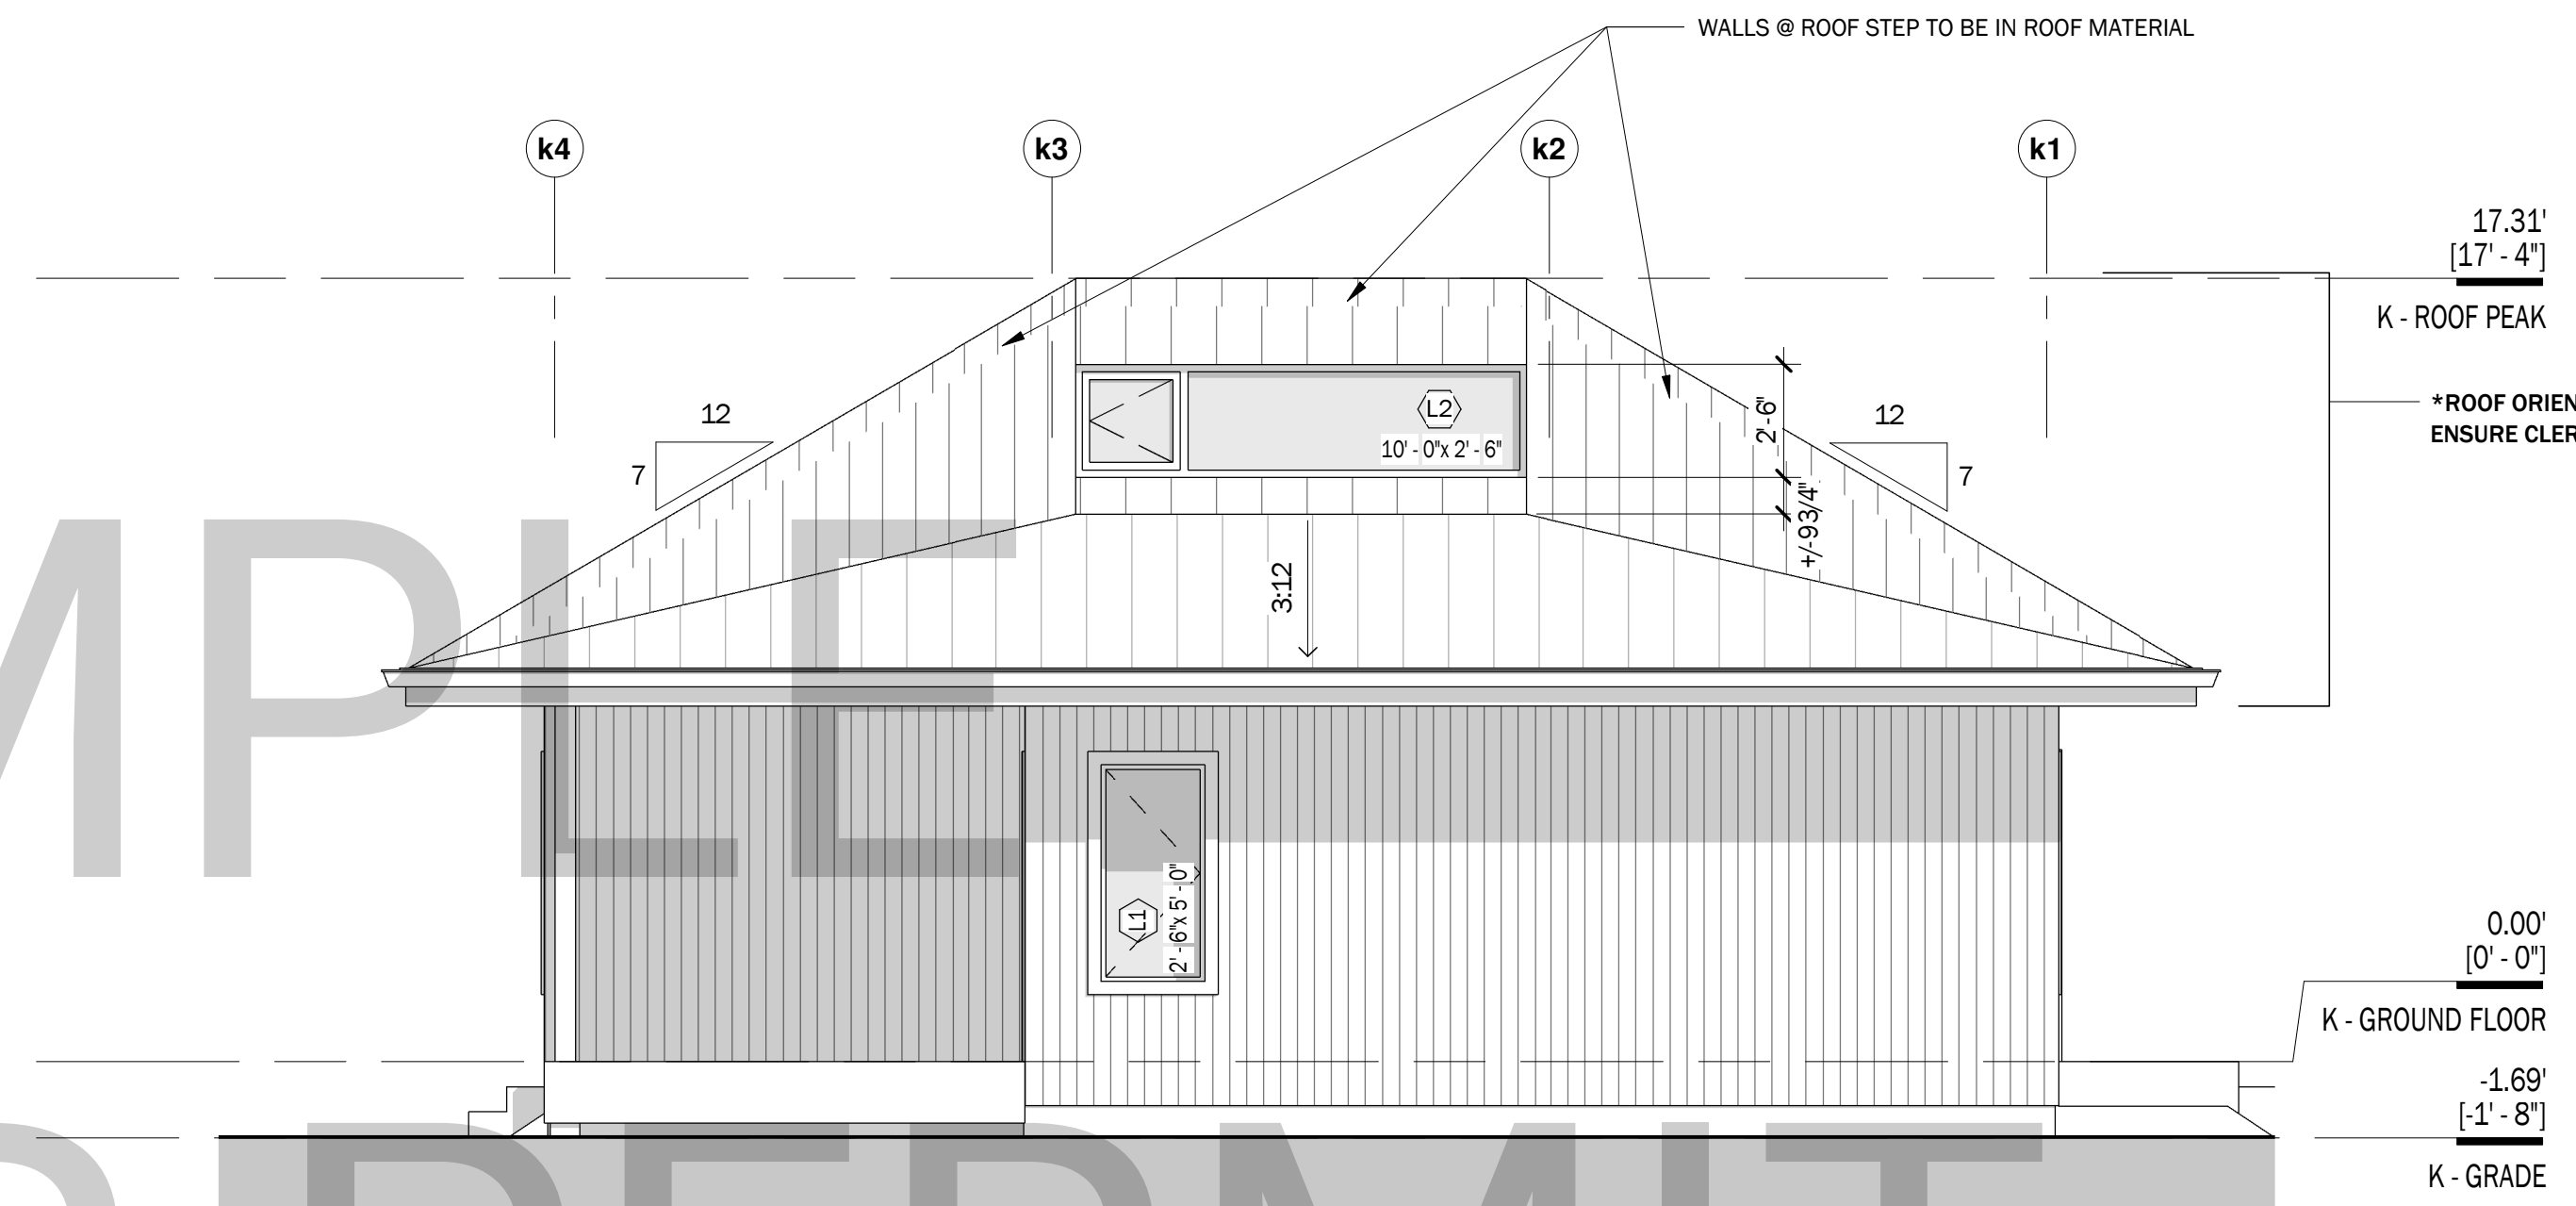 WALLS @ ROOF STEP TO BE IN ROOF MATERIAL
k4
k3
k2
k1
17.31'
[17' - 4"]
K - ROOF PEAK
*ROOF ORIEN
ENSURE CLER
12
7
12
7
L2
10' - 0"x 2' - 6"
2'-6"
+/-93/4"
3:12
L1
2' - 6"x 5' - 0"
0.00'
[0' - 0"]
K - GROUND FLOOR
-1.69'
[-1' - 8"]
K - GRADE
MPLE
PERMIT